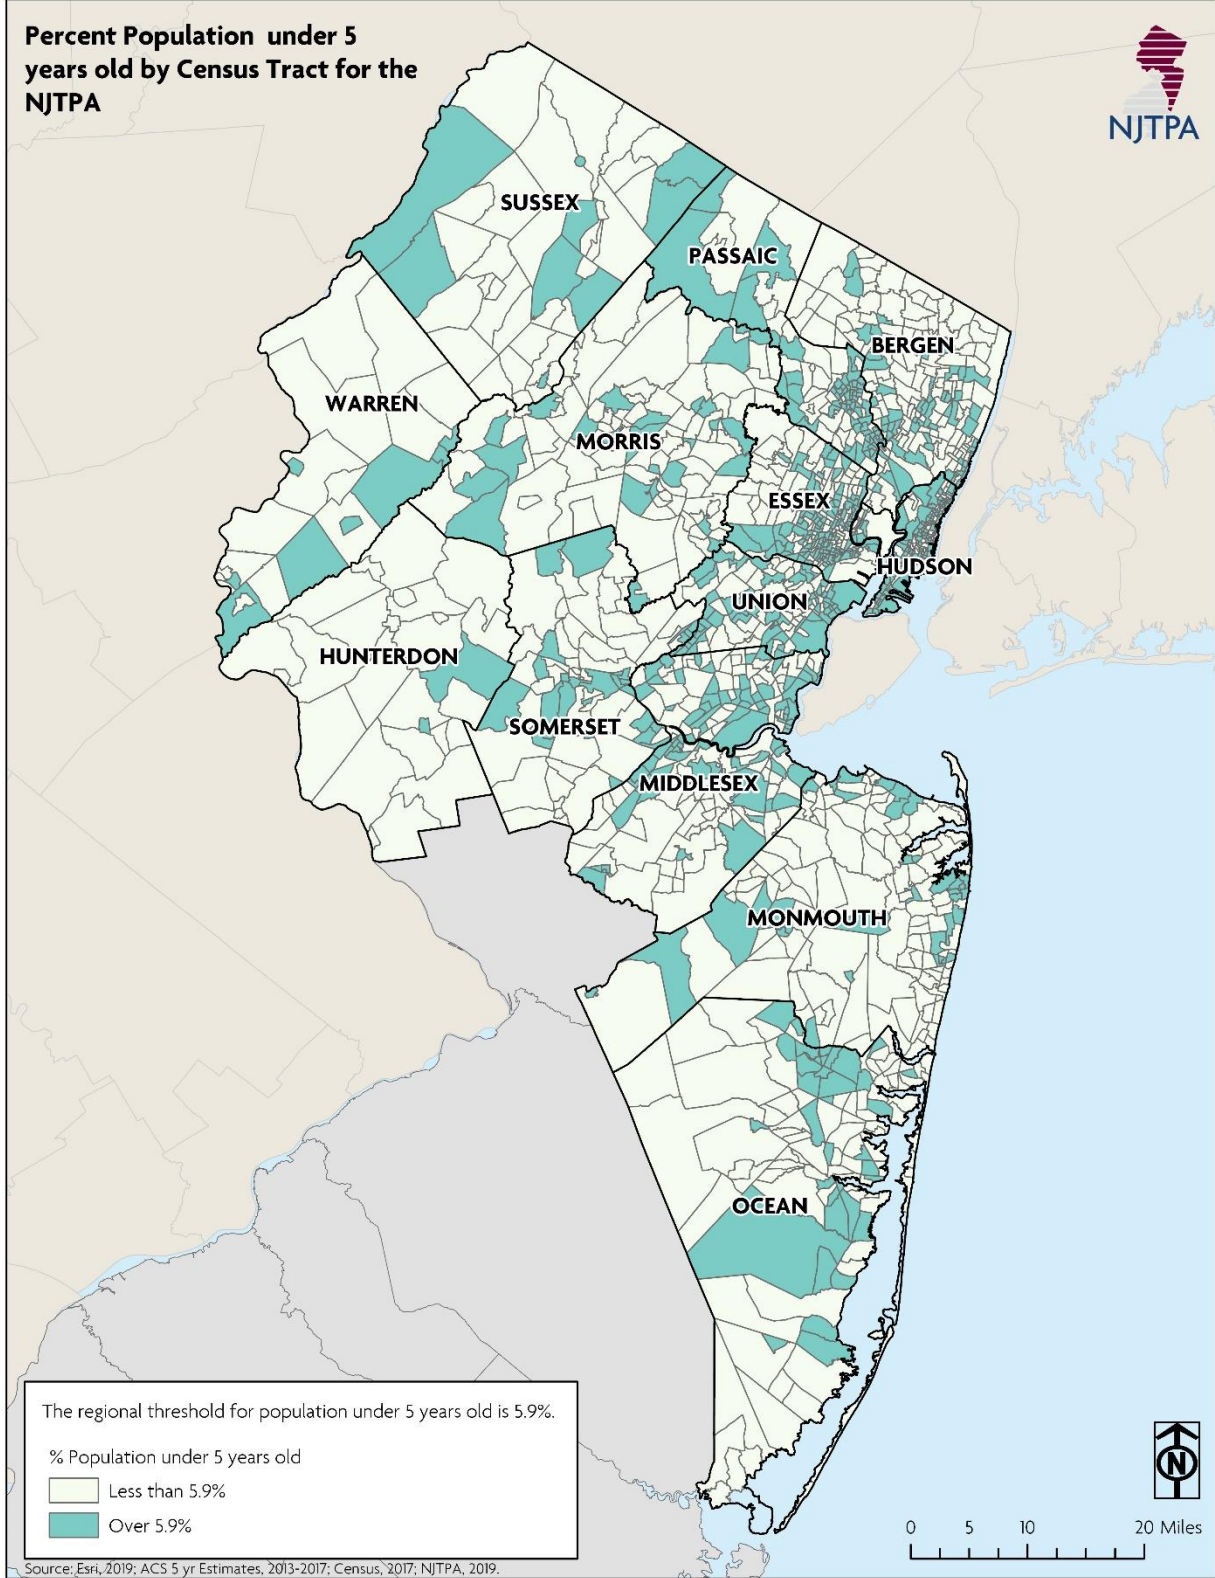 Percent Population under 5
years old by Census Tract for the
NJTPA
NJTPA
SUSSEX
PASSAIC
BERGEN
WARREN
MORRIS
ESSEX
HUDSON
UNION
HUNTERDON
SOMERSET
MIDDLESEX
MONMOUTH
OCEAN
The regional threshold for population under 5 years old is 5.9%.
% Population under 5 years old
Less than 5.9%
Over 5.9%
N
0 5 10 20 Miles
Source: Esri, 2019; ACS 5 yr Estimates, 2013-2017; Census, 2017; NJTPA, 2019.